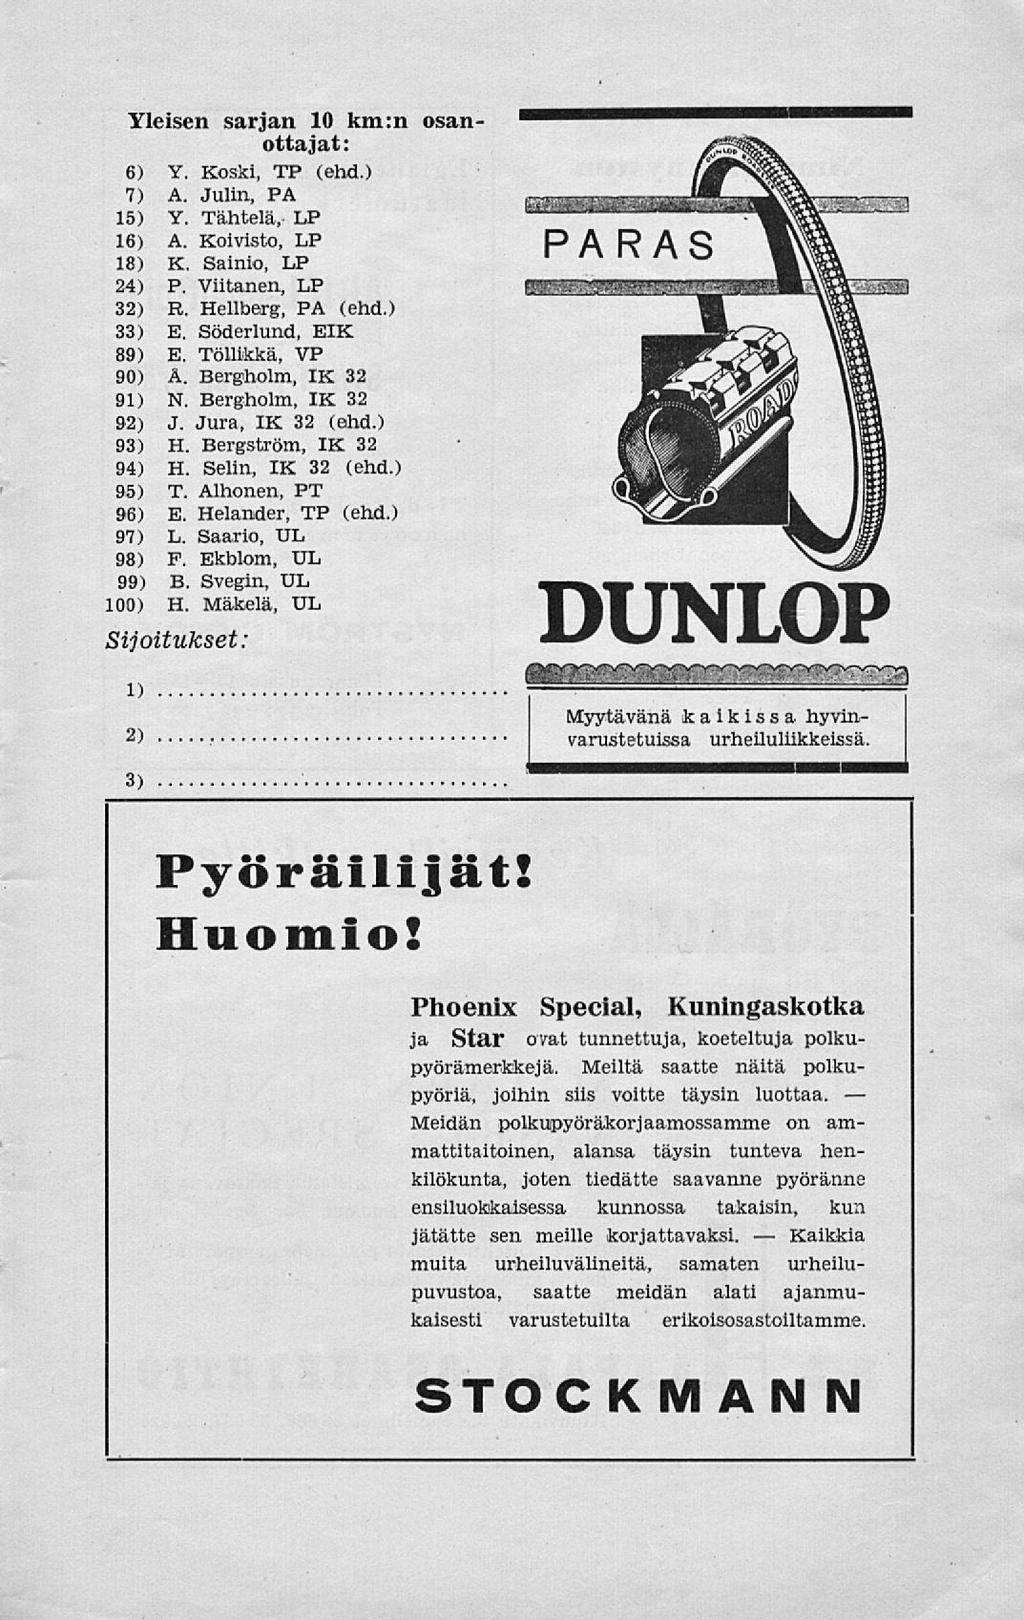 Yleisen sarjan 10 km:n osan-
ottajat:
6) Y. Koski, TP (ehd.)
7) A. Julin, PA
15) Y. Tähtelä, LP
16) A. Koivisto, LP
18) K. Sainio, LP
24) P. Viitanen, LP
32) R. Hellberg, PA (ehd.)
33) E. Söderlund, EIK
89) E. Töllikkä, VP
90) Å. Bergholm, IK 32
91) N. Bergholm, IK 32
92) J. Jura, IK 32 (ehd.)
93) H. Bergström, IK 32
94) H. Selin, IK 32 (ehd.)
95) T. Alhonen, PT
96) E. Helander, TP (ehd.)
97) L. Saario, UL
98) F. Ekblom, UL
99) B. Svegin, UL
100) H. Mäkelä, UL
Sijoitukset:
1) ..................................
2) ..................................
3) ..................................
DUNLOP
PARAS
ROAD
DUNLOP
Myytävänä kaikissa hyvin-
varustetuissa urheiluliikkeissä.
Pyöräilijät!
Huomio!
Phoenix Special, Kuningaskotka
ja Star ovat tunnettuja, koeteltuja polku-
pyörämerkkejä. Meiltä saatte näitä polku-
pyöriä, joihin siis voitte täysin luottaa. —
Meidän polkupyöräkorjaamossamme on am-
mattitaitoinen, alansa täysin tunteva hen-
kilökunta, joten tiedätte saavanne pyöränne
ensiluokkaisessa kunnossa takaisin, kun
jätätte sen meille korjattavaksi. — Kaikkia
muita urheiluvälineitä, samaten urheilu-
puvustoa, saatte meidän alati ajanmu-
kaisesti varustetuilta erikoisosastoiltamme.
STOCKMANN